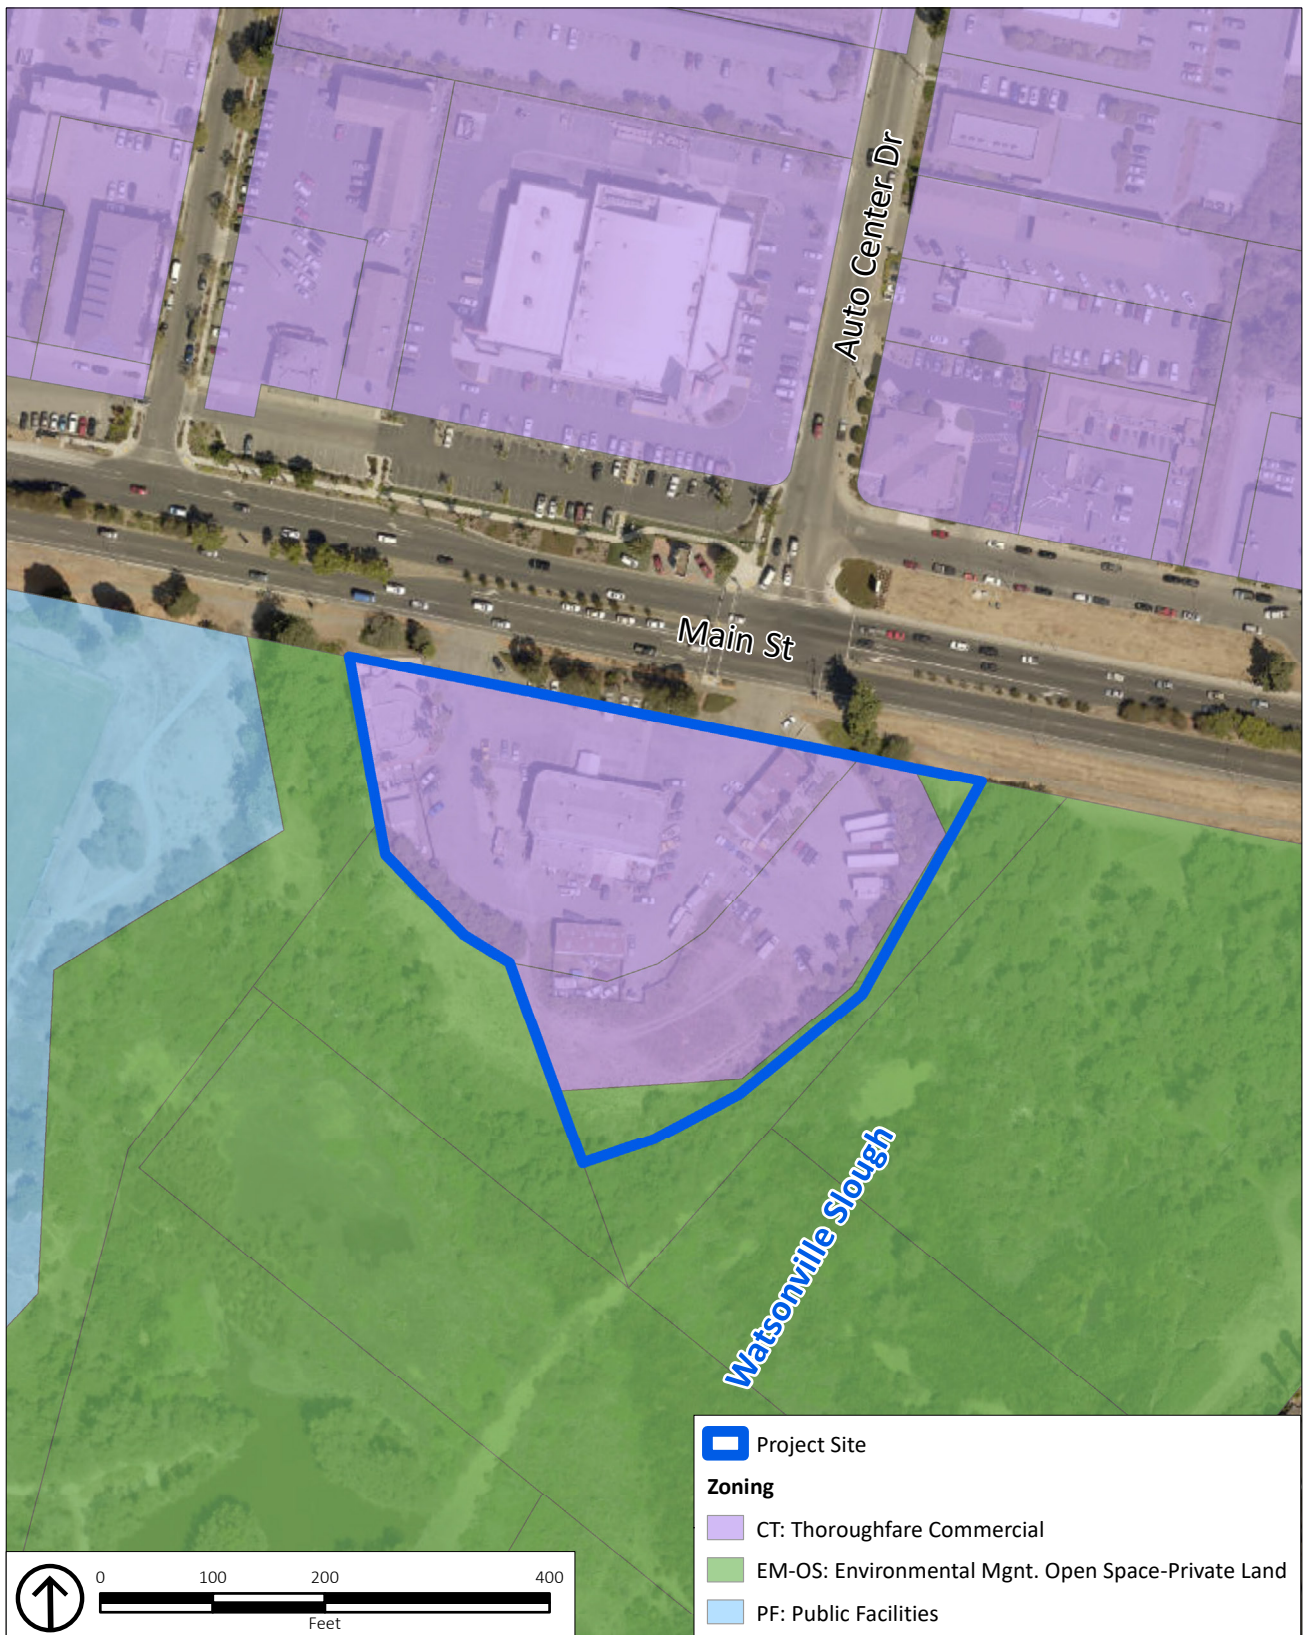 Auto Center Dr
Main St
Watsonville Slough
Project Site
Zoning
CT: Thoroughfare Commercial
EM-OS: Environmental Mgnt. Open Space-Private Land
PF: Public Facilities
0 100 200 400
Feet